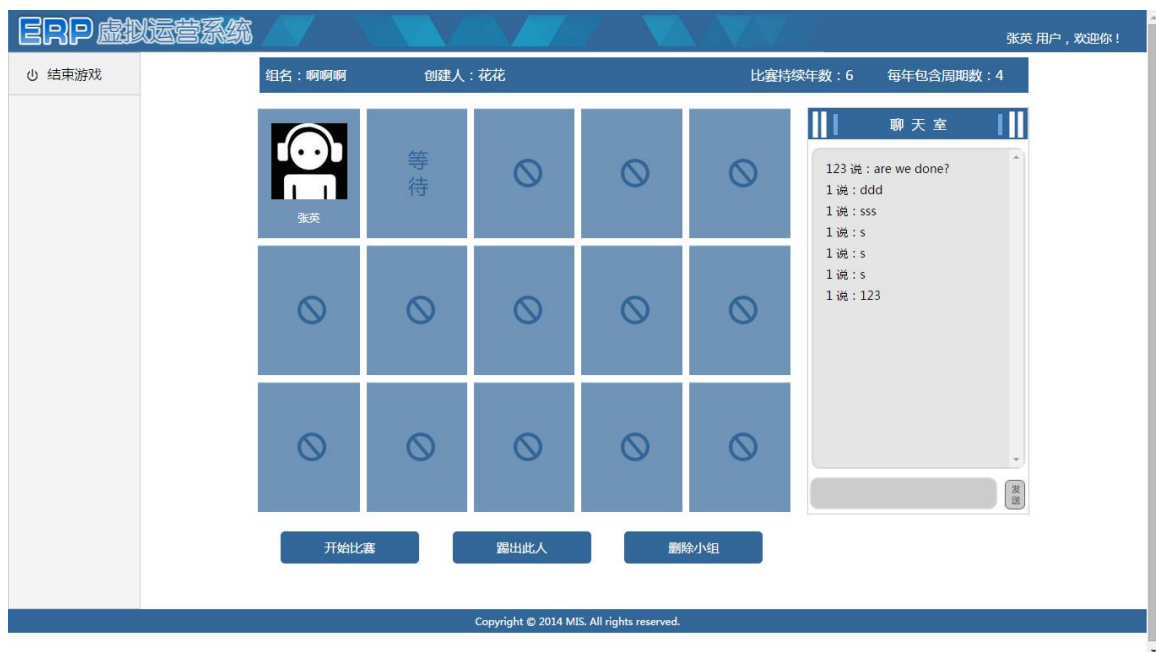 ERP虚拟运营系统
张英 用户,欢迎你!
结束游戏
组名:啊啊啊 创建人:花花 比赛持续年数:6 每年包含周期数:4
等待
张英
聊天室
123 说:are we done?
1 说:ddd
1 说:sss
1 说:s
1 说:s
1 说:s
1 说:123
发送
开始比赛 踢出此人 删除小组
Copyright © 2014 MIS. All rights reserved.